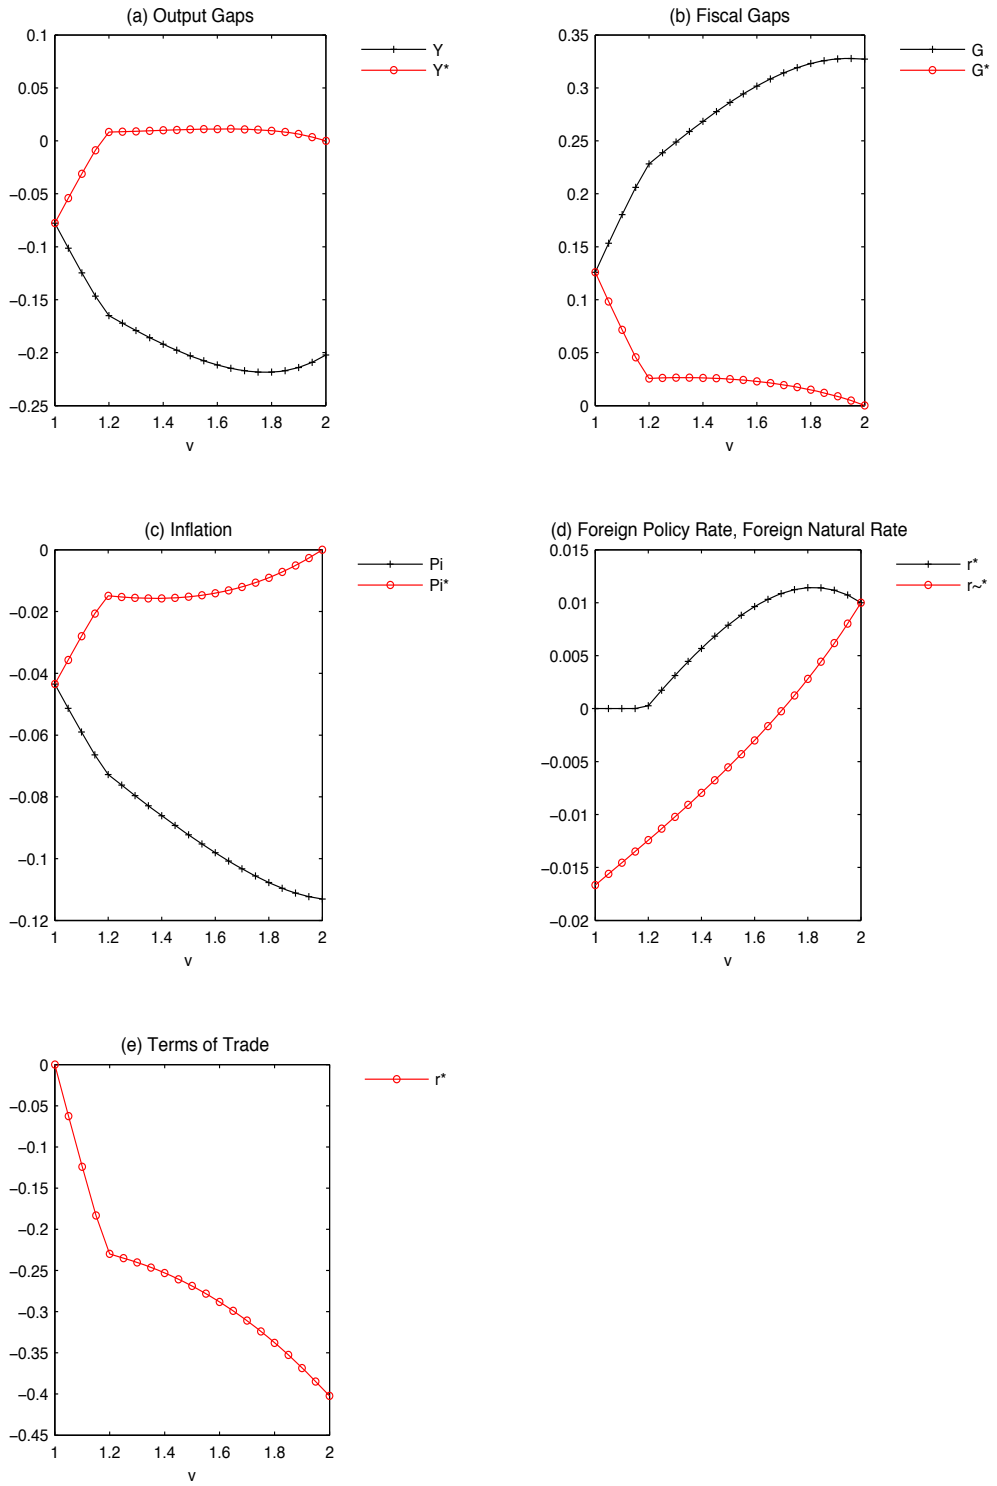 (a) Output Gaps
0.1
0.05
0
−0.05
−0.1
−0.15
−0.2
−0.25
1 1.2 1.4 1.6 1.8 2
v
Y
Y*
(b) Fiscal Gaps
0.35
0.3
0.25
0.2
0.15
0.1
0.05
0
1 1.2 1.4 1.6 1.8 2
v
G
G*
(c) Inflation
0
−0.02
−0.04
−0.06
−0.08
−0.1
−0.12
1 1.2 1.4 1.6 1.8 2
v
Pi
Pi*
(d) Foreign Policy Rate, Foreign Natural Rate
0.015
0.01
0.005
0
−0.005
−0.01
−0.015
−0.02
1 1.2 1.4 1.6 1.8 2
v
r*
r~*
(e) Terms of Trade
0
−0.05
−0.1
−0.15
−0.2
−0.25
−0.3
−0.35
−0.4
−0.45
1 1.2 1.4 1.6 1.8 2
v
r*